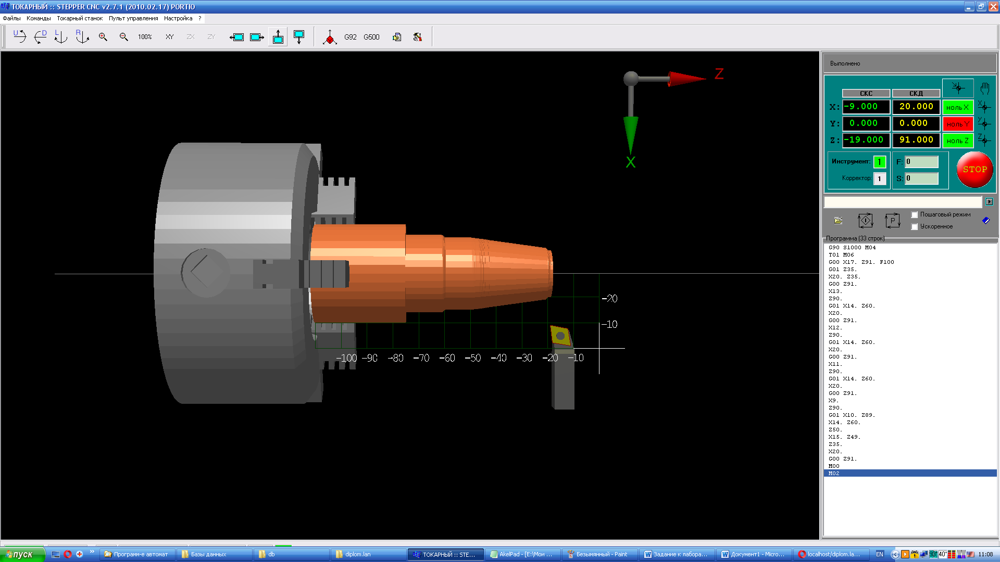 ТОКАРНЫЙ :: STEPPER CNC v2.7.1 (2010.02.17) PORTIO
Файлы Команды Токарный станок Пульт управления Настройка ?
U D L R 100% XY ZX ZY G92 G500
Z
X
-20
-10
-100 -90 -80 -70 -60 -50 -40 -30 -20 -10
Выполнено
СКС СКД
X: -9.000 20.000 ноль X X
Y: 0.000 0.000 ноль Y Y
Z: -19.000 91.000 ноль Z Z
Инструмент: 1 F: 0
Корректор: 1 S: 0
STOP
I P
Пошаговый режим
Ускоренное
Программа (33 строк)
G90 S1000 M04
T01 M06
G00 X17. Z91. F100
G01 Z35.
X20. Z35.
G00 Z91.
X13.
Z90.
G01 X14. Z60.
X20.
G00 Z91.
X12.
Z90.
G01 X14. Z60.
X20.
G00 Z91.
X11.
Z90.
G01 X14. Z60.
X20.
G00 Z91.
X9.
Z90.
G01 X10. Z89.
X14. Z60.
Z50.
X15. Z49.
Z35.
X20.
G00 Z91.
M00
M02
пуск » Программ-е автомат Базы данных db diplom.lan ТОКАРНЫЙ :: STE... AkelPad - [E:\Мои ... Безымянный - Paint Задание к лабора... Документ1 - Micro... localhost/diplom.la... EN 93° 40° 11:08